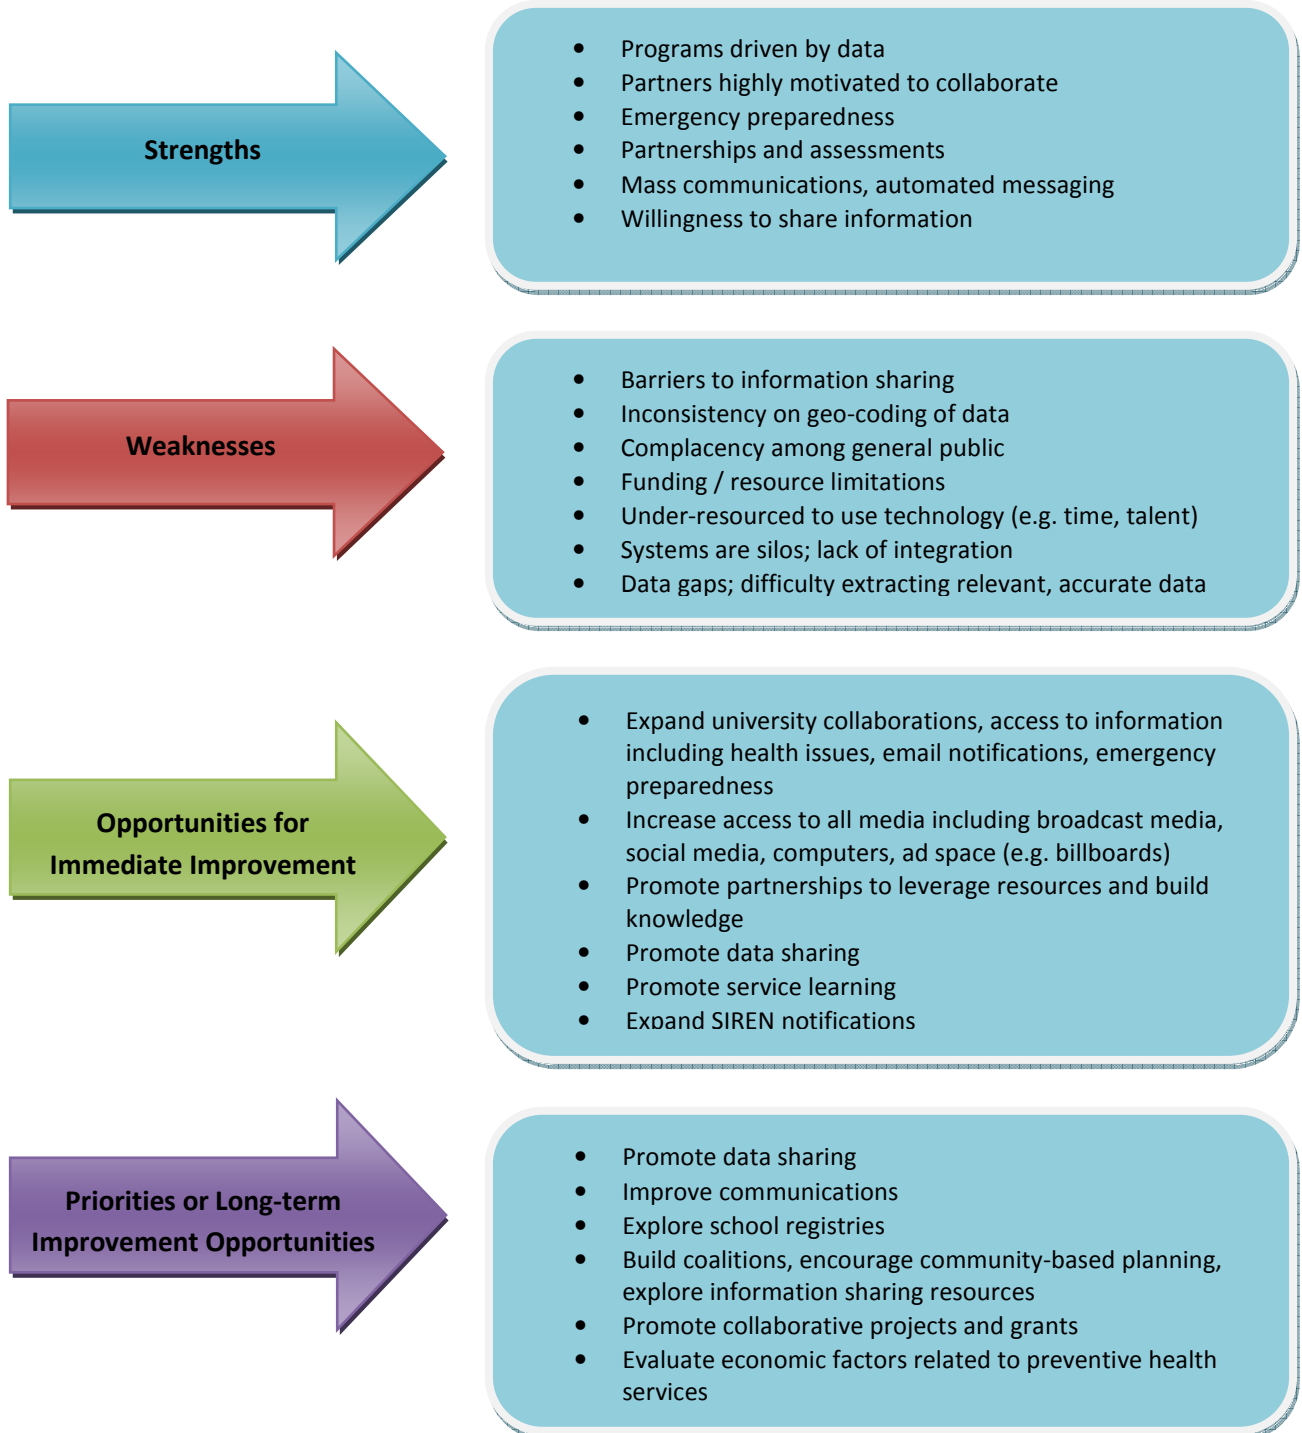 Strengths
• Programs driven by data
• Partners highly motivated to collaborate
• Emergency preparedness
• Partnerships and assessments
• Mass communications, automated messaging
• Willingness to share information
Weaknesses
• Barriers to information sharing
• Inconsistency on geo-coding of data
• Complacency among general public
• Funding / resource limitations
• Under-resourced to use technology (e.g. time, talent)
• Systems are silos; lack of integration
• Data gaps; difficulty extracting relevant, accurate data
Opportunities for
Immediate Improvement
• Expand university collaborations, access to information
including health issues, email notifications, emergency
preparedness
• Increase access to all media including broadcast media,
social media, computers, ad space (e.g. billboards)
• Promote partnerships to leverage resources and build
knowledge
• Promote data sharing
• Promote service learning
• Expand SIREN notifications
Priorities or Long-term
Improvement Opportunities
• Promote data sharing
• Improve communications
• Explore school registries
• Build coalitions, encourage community-based planning,
explore information sharing resources
• Promote collaborative projects and grants
• Evaluate economic factors related to preventive health
services